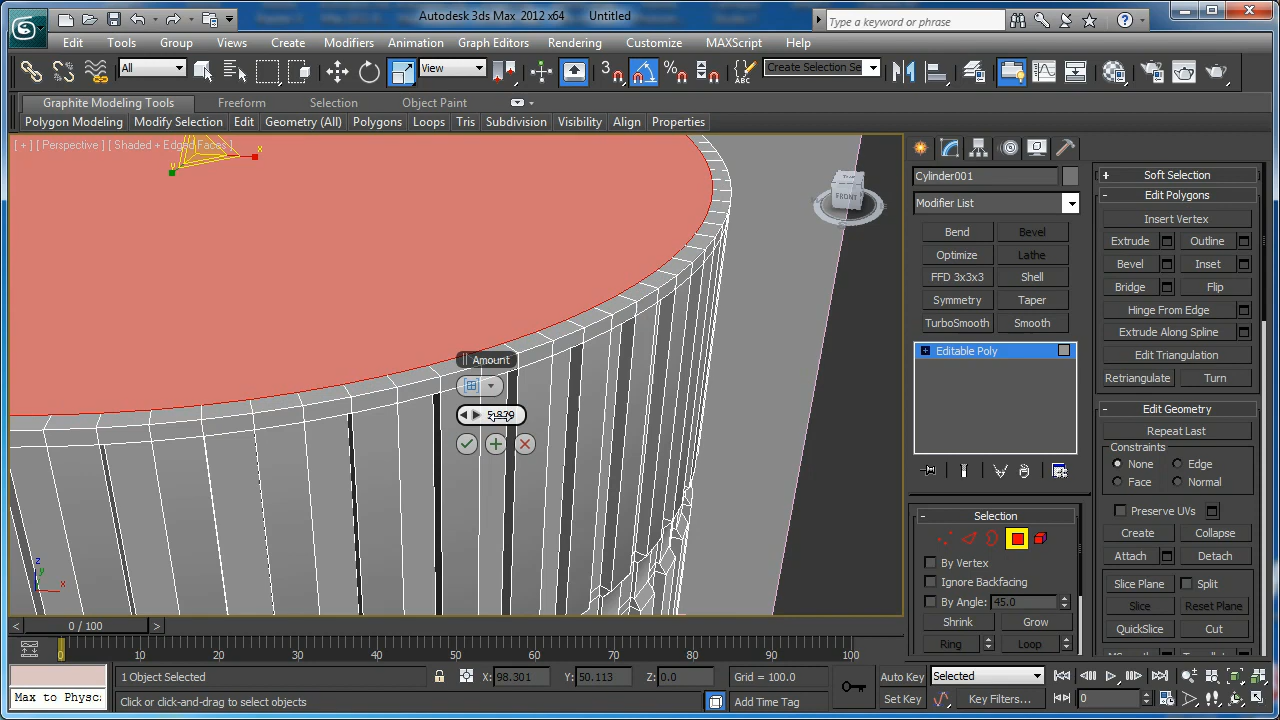 Autodesk 3ds Max 2012 x64 Untitled
Type a keyword or phrase
Edit Tools Group Views Create Modifiers Animation Graph Editors Rendering Customize MAXScript Help
All View 3 Create Selection Se
Graphite Modeling Tools Freeform Selection Object Paint
Polygon Modeling Modify Selection Edit Geometry (All) Polygons Loops Tris Subdivision Visibility Align Properties
[ + ] [ Perspective ] [ Shaded + Edged Faces ]
x
y
FRONT
Amount
z
y
x
Cylinder001
Modifier List
Bend Bevel
Optimize Lathe
FFD 3x3x3 Shell
Symmetry Taper
TurboSmooth Smooth
Editable Poly
- Selection
By Vertex
Ignore Backfacing
By Angle: 45.0
Shrink Grow
Ring Loop
+ Soft Selection
- Edit Polygons
Insert Vertex
Extrude Outline
Bevel Inset
Bridge Flip
Hinge From Edge
Extrude Along Spline
Edit Triangulation
Retriangulate Turn
- Edit Geometry
Repeat Last
Constraints
None Edge
Face Normal
Preserve UVs
Create Collapse
Attach Detach
Slice Plane Split
Slice Reset Plane
QuickSlice Cut
< 0 / 100 >
0 10 20 30 40 50 60 70 80 90 100
1 Object Selected X: 98.301 Y: 50.113 Z: 0.0 Grid = 100.0 Auto Key Selected
Max to Physca Click or click-and-drag to select objects Add Time Tag Set Key Key Filters... 0